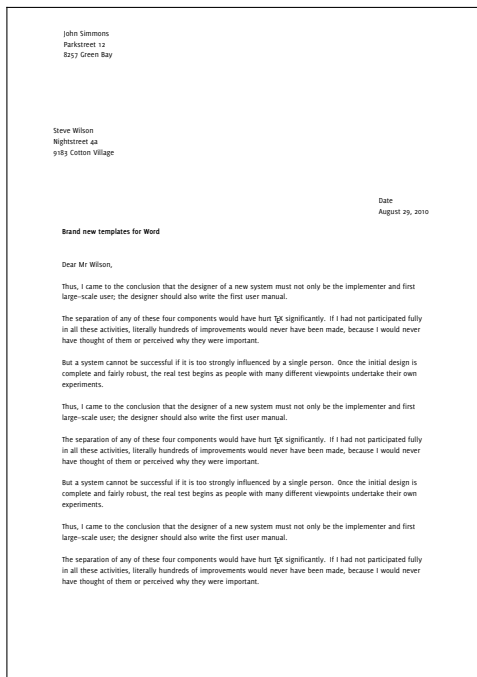 John Simmons
Parkstreet 12
8257 Green Bay
Steve Wilson
Nightstreet 4a
9183 Cotton Village
Date
August 29, 2010
Brand new templates for Word
Dear Mr Wilson,
Thus, I came to the conclusion that the designer of a new system must not only be the implementer and first
large–scale user; the designer should also write the first user manual.
The separation of any of these four components would have hurt TEX significantly. If I had not participated fully
in all these activities, literally hundreds of improvements would never have been made, because I would never
have thought of them or perceived why they were important.
But a system cannot be successful if it is too strongly influenced by a single person. Once the initial design is
complete and fairly robust, the real test begins as people with many different viewpoints undertake their own
experiments.
Thus, I came to the conclusion that the designer of a new system must not only be the implementer and first
large–scale user; the designer should also write the first user manual.
The separation of any of these four components would have hurt TEX significantly. If I had not participated fully
in all these activities, literally hundreds of improvements would never have been made, because I would never
have thought of them or perceived why they were important.
But a system cannot be successful if it is too strongly influenced by a single person. Once the initial design is
complete and fairly robust, the real test begins as people with many different viewpoints undertake their own
experiments.
Thus, I came to the conclusion that the designer of a new system must not only be the implementer and first
large–scale user; the designer should also write the first user manual.
The separation of any of these four components would have hurt TEX significantly. If I had not participated fully
in all these activities, literally hundreds of improvements would never have been made, because I would never
have thought of them or perceived why they were important.